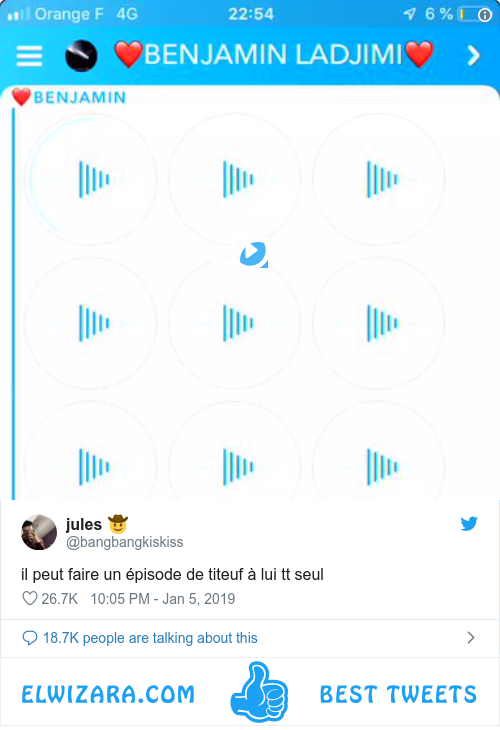 Orange F 4G 22:54 6 %
❤️BENJAMIN LADJIMI❤️
❤️BENJAMIN
jules 🤠
@bangbangkiskiss
il peut faire un épisode de titeuf à lui tt seul
26.7K 10:05 PM - Jan 5, 2019
18.7K people are talking about this
ELWIZARA.COM BEST TWEETS